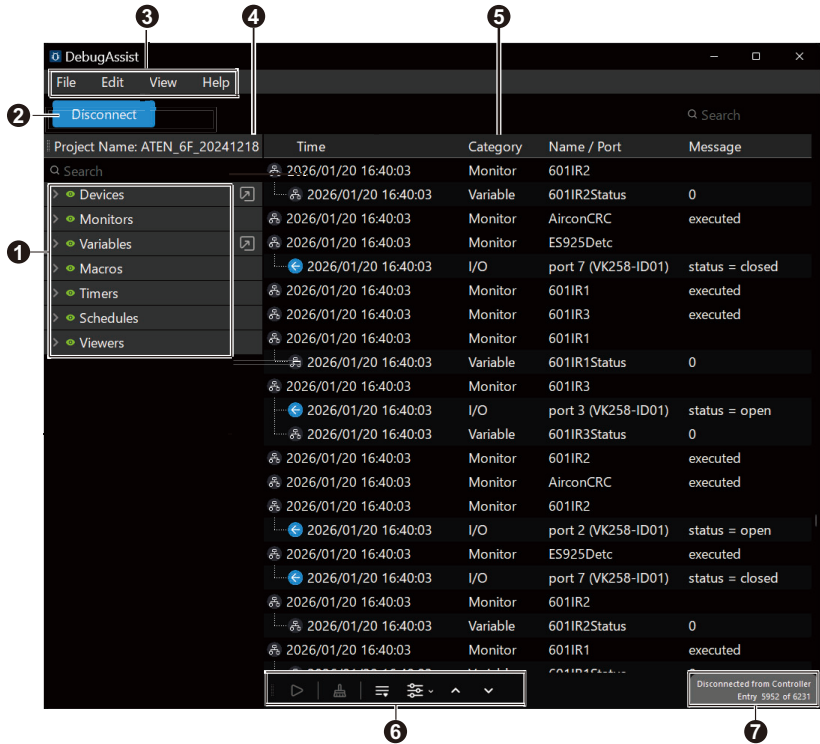 3 4 5
DebugAssist
File Edit View Help
2 Disconnect Search
Project Name: ATEN_6F_20241218 Time Category Name / Port Message
Search 2026/01/20 16:40:03 Monitor 601IR2
Devices 2026/01/20 16:40:03 Variable 601IR2Status 0
Monitors 2026/01/20 16:40:03 Monitor AirconCRC executed
1 Variables 2026/01/20 16:40:03 Monitor ES925Detc
Macros 2026/01/20 16:40:03 I/O port 7 (VK258-ID01) status = closed
Timers 2026/01/20 16:40:03 Monitor 601IR1 executed
Schedules 2026/01/20 16:40:03 Monitor 601IR3 executed
Viewers 2026/01/20 16:40:03 Monitor 601IR1
2026/01/20 16:40:03 Variable 601IR1Status 0
2026/01/20 16:40:03 Monitor 601IR3
2026/01/20 16:40:03 I/O port 3 (VK258-ID01) status = open
2026/01/20 16:40:03 Variable 601IR3Status 0
2026/01/20 16:40:03 Monitor 601IR2 executed
2026/01/20 16:40:03 Monitor AirconCRC executed
2026/01/20 16:40:03 Monitor 601IR2
2026/01/20 16:40:03 I/O port 2 (VK258-ID01) status = open
2026/01/20 16:40:03 Monitor ES925Detc executed
2026/01/20 16:40:03 I/O port 7 (VK258-ID01) status = closed
2026/01/20 16:40:03 Monitor 601IR2
2026/01/20 16:40:03 Variable 601IR2Status 0
2026/01/20 16:40:03 Monitor 601IR1 executed
Disconnected from Controller
Entry 5952 of 6231
6 7